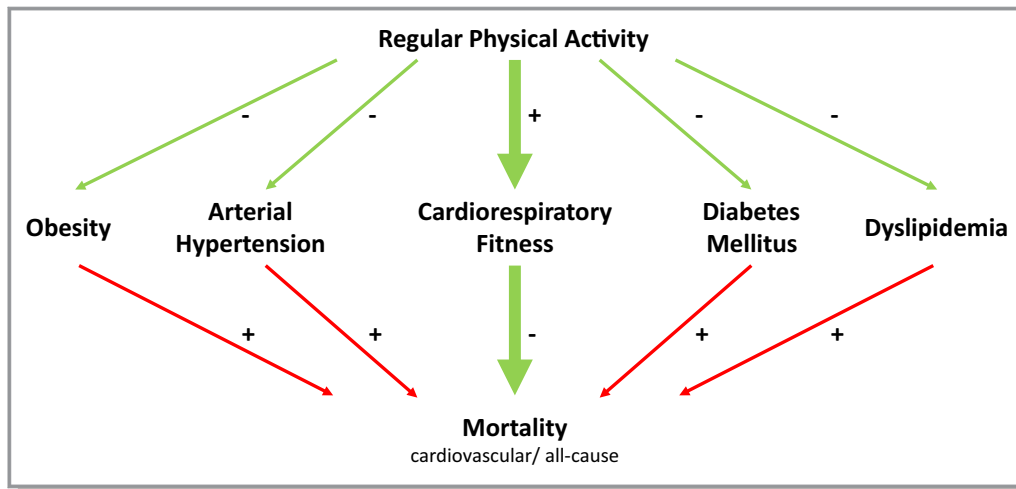 Regular Physical Activity
- - + - -
Obesity
Arterial
Hypertension
Cardiorespiratory
Fitness
Diabetes
Mellitus
Dyslipidemia
+ + - + +
Mortality
cardiovascular/ all-cause